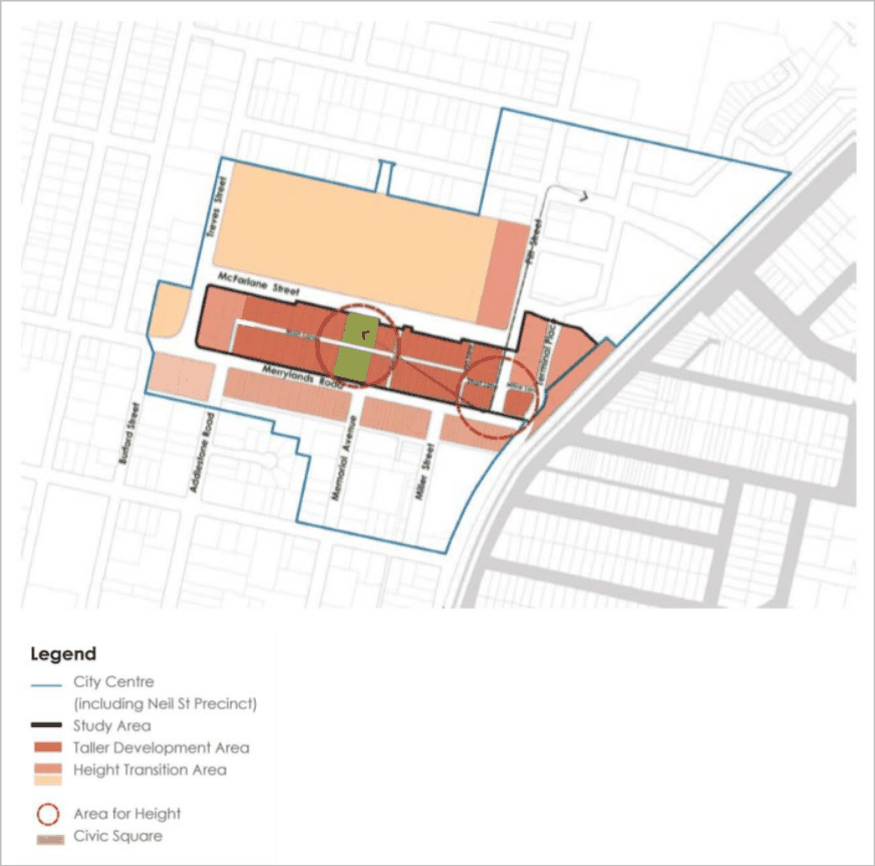 Treves Street
Pitt Street
McFarlane Street
Terminal Place
Merrylands Road
Burford Street
Addlestone Road
Memorial Avenue
Miller Street
Legend
City Centre
(including Neil St Precinct)
Study Area
Taller Development Area
Height Transition Area
Area for Height
Civic Square